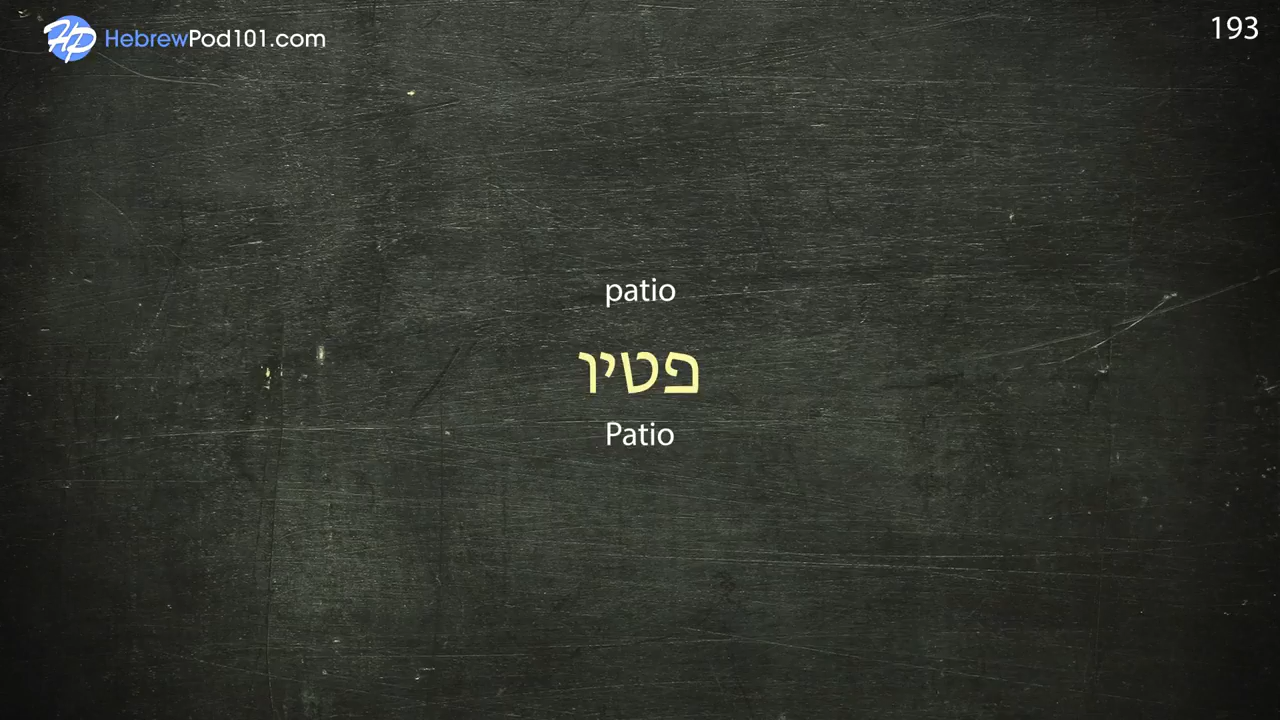 HebrewPod101.com
193
patio
פטיו
Patio